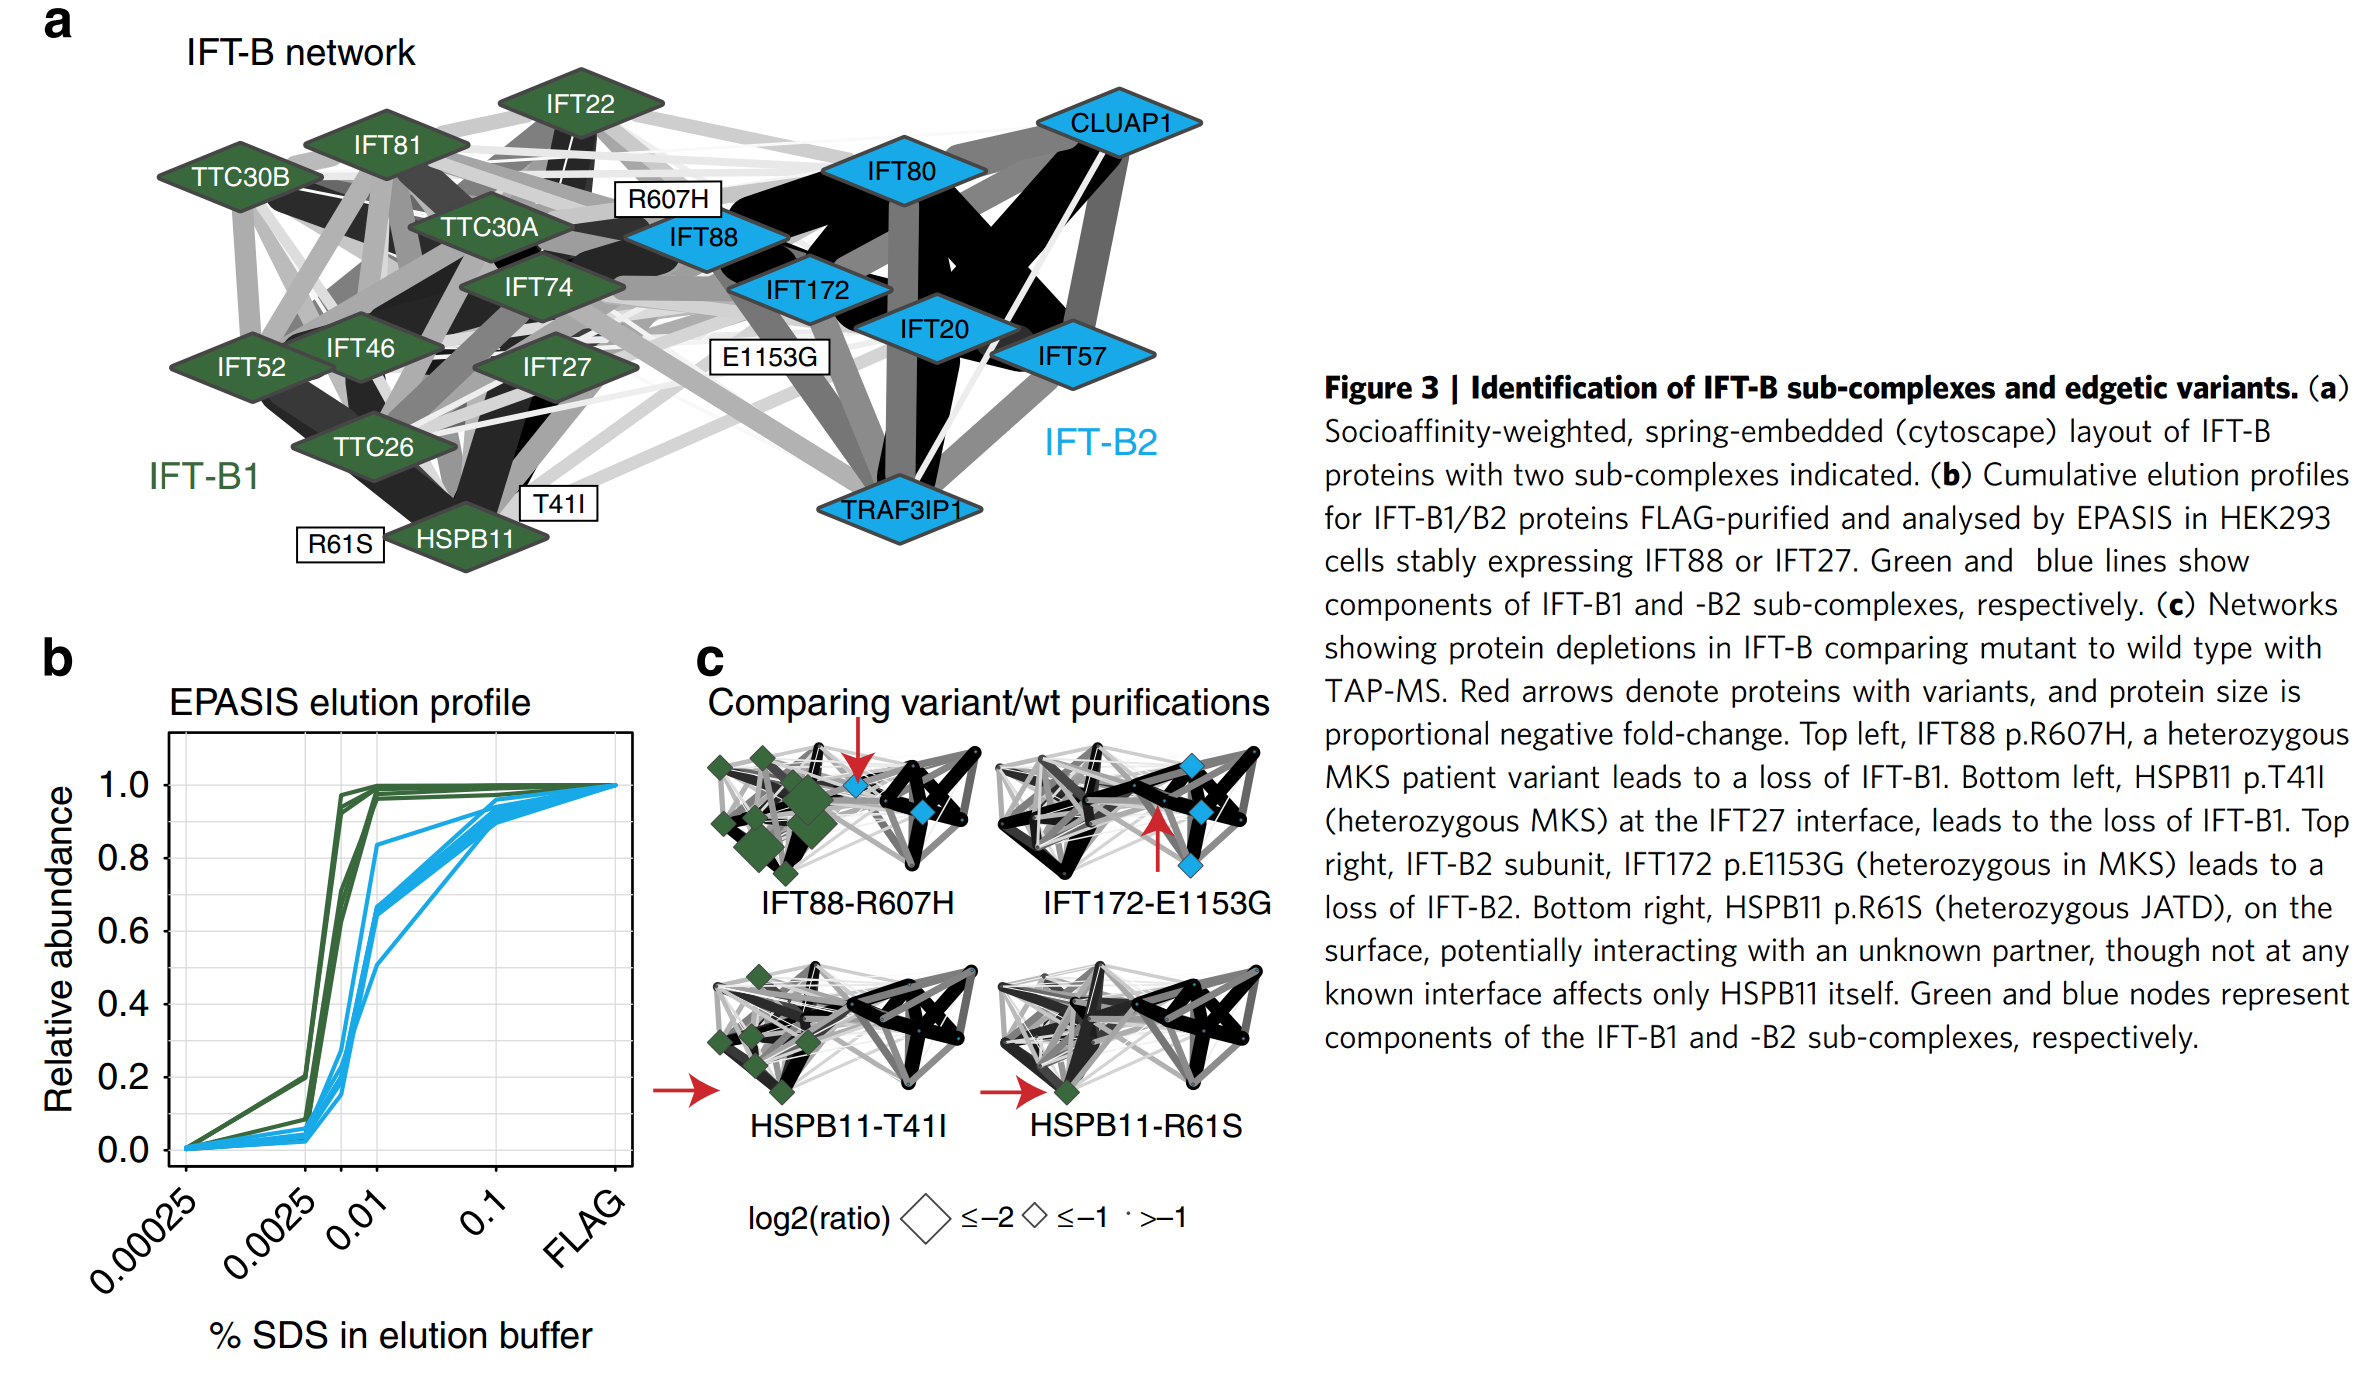 a
IFT-B network
IFT22
CLUAP1
IFT81
TTC30B
IFT80
R607H
TTC30A
IFT88
IFT74
IFT172
IFT20
IFT46
E1153G
IFT57
IFT52
IFT27
TTC26
IFT-B2
IFT-B1
T41I
TRAF3IP1
R61S
HSPB11
b
EPASIS elution profile
Relative abundance
1.0
0.8
0.6
0.4
0.2
0.0
0.00025
0.0025
0.01
0.1
FLAG
% SDS in elution buffer
c
Comparing variant/wt purifications
IFT88-R607H
IFT172-E1153G
HSPB11-T41I
HSPB11-R61S
log2(ratio) ≤–2 ≤–1 >–1
Figure 3 | Identification of IFT-B sub-complexes and edgetic variants. (a)
Socioaffinity-weighted, spring-embedded (cytoscape) layout of IFT-B
proteins with two sub-complexes indicated. (b) Cumulative elution profiles
for IFT-B1/B2 proteins FLAG-purified and analysed by EPASIS in HEK293
cells stably expressing IFT88 or IFT27. Green and blue lines show
components of IFT-B1 and -B2 sub-complexes, respectively. (c) Networks
showing protein depletions in IFT-B comparing mutant to wild type with
TAP-MS. Red arrows denote proteins with variants, and protein size is
proportional negative fold-change. Top left, IFT88 p.R607H, a heterozygous
MKS patient variant leads to a loss of IFT-B1. Bottom left, HSPB11 p.T41I
(heterozygous MKS) at the IFT27 interface, leads to the loss of IFT-B1. Top
right, IFT-B2 subunit, IFT172 p.E1153G (heterozygous in MKS) leads to a
loss of IFT-B2. Bottom right, HSPB11 p.R61S (heterozygous JATD), on the
surface, potentially interacting with an unknown partner, though not at any
known interface affects only HSPB11 itself. Green and blue nodes represent
components of the IFT-B1 and -B2 sub-complexes, respectively.